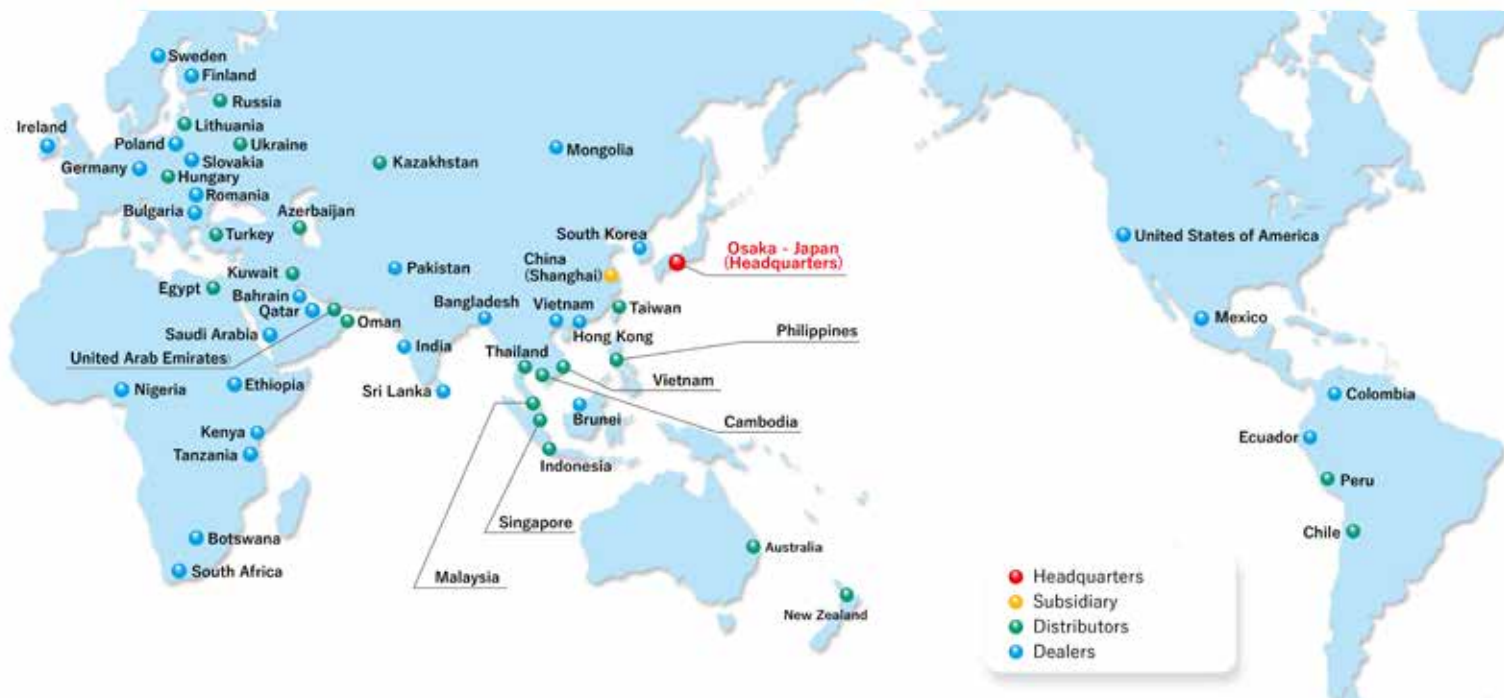 Sweden
Finland
Russia
Lithuania
Ireland
Poland
Ukraine
Slovakia
Germany
Hungary
Romania
Bulgaria
Azerbaijan
Turkey
Kazakhstan
Mongolia
South Korea
Osaka - Japan
(Headquarters)
China
(Shanghai)
United States of America
Kuwait
Egypt
Bahrain
Qatar
Oman
Saudi Arabia
United Arab Emirates
Pakistan
Bangladesh
Vietnam
Hong Kong
Taiwan
Philippines
India
Thailand
Vietnam
Sri Lanka
Brunei
Cambodia
Mexico
Nigeria
Ethiopia
Kenya
Tanzania
Indonesia
Colombia
Ecuador
Peru
Chile
Singapore
Malaysia
Botswana
South Africa
Australia
New Zealand
Headquarters
Subsidiary
Distributors
Dealers